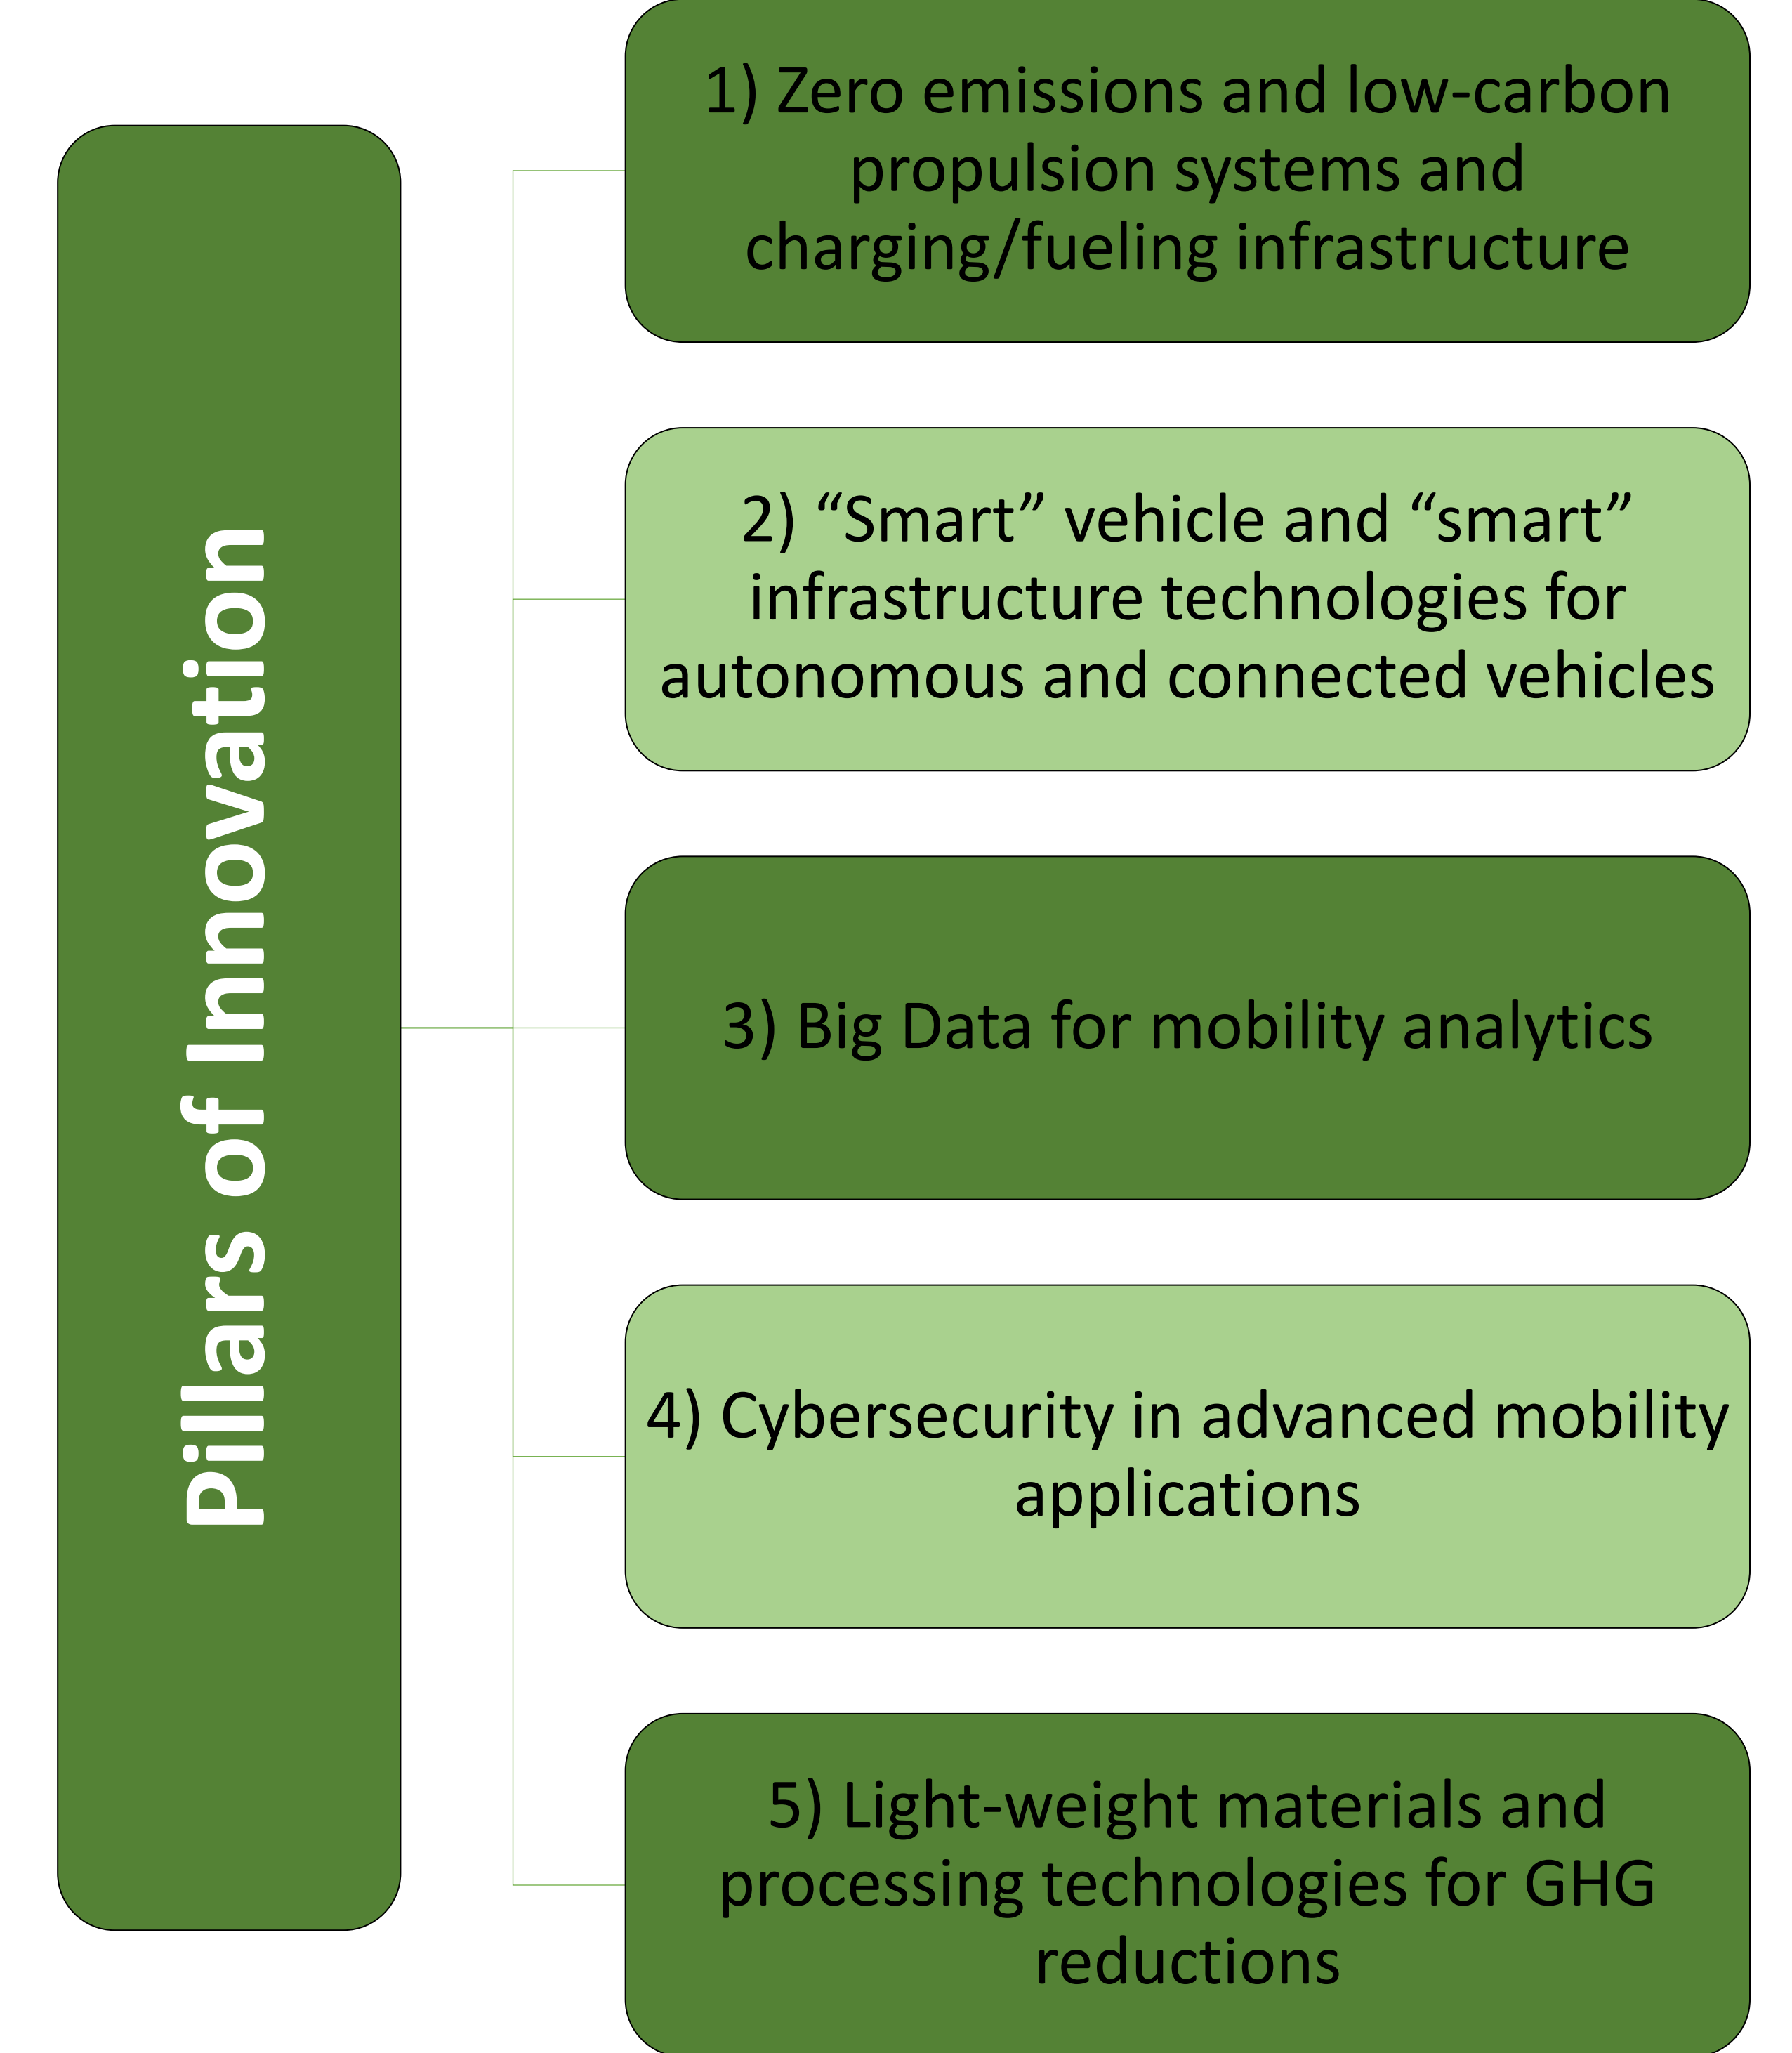 Pillars of Innovation
1) Zero emissions and low-carbon
propulsion systems and
charging/fueling infrastructure
2) “Smart” vehicle and “smart”
infrastructure technologies for
autonomous and connected vehicles
3) Big Data for mobility analytics
4) Cybersecurity in advanced mobility
applications
5) Light-weight materials and
processing technologies for GHG
reductions